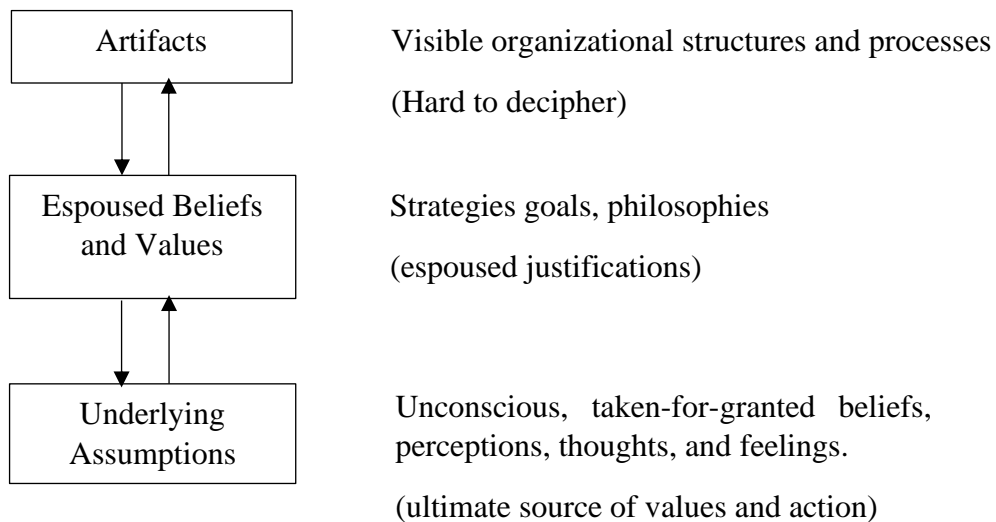 Artifacts
Visible organizational structures and processes
(Hard to decipher)
Espoused Beliefs
and Values
Strategies goals, philosophies
(espoused justifications)
Underlying
Assumptions
Unconscious, taken-for-granted beliefs,
perceptions, thoughts, and feelings.
(ultimate source of values and action)